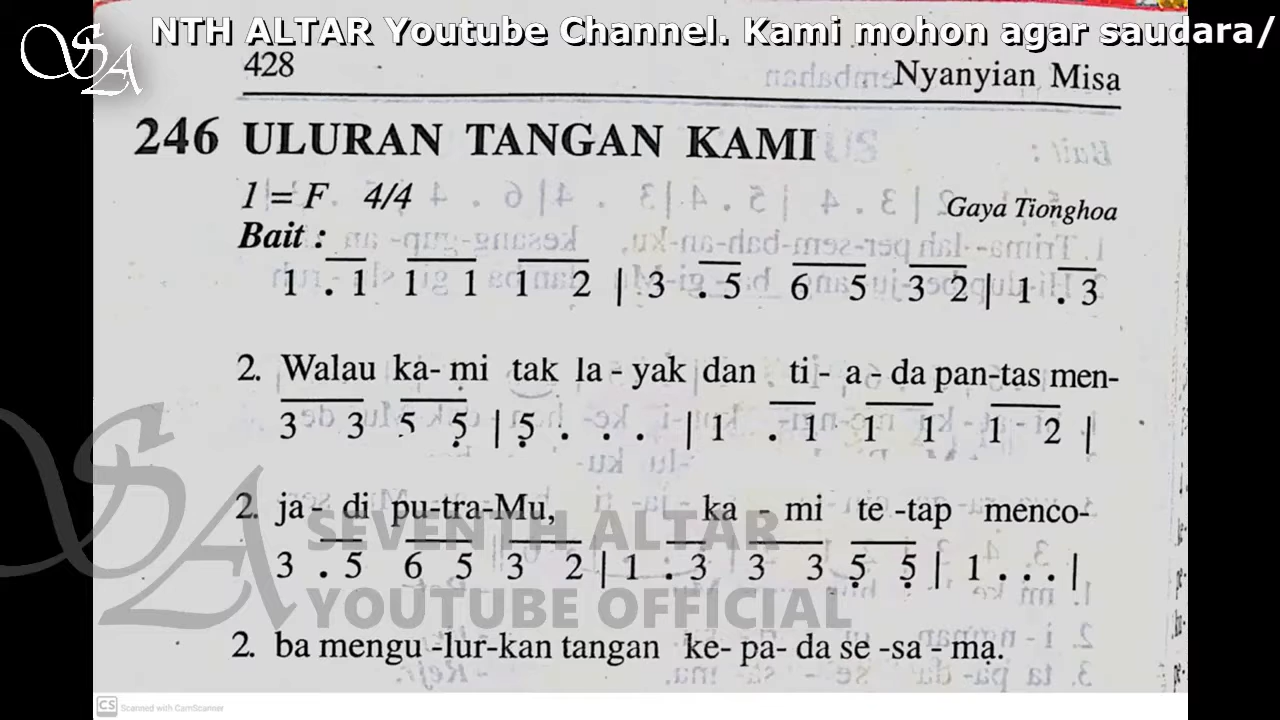 NTH ALTAR Youtube Channel. Kami mohon agar saudara/
SA
428 Nyanyian Misa
246 ULURAN TANGAN KAMI
1 = F 4/4 Gaya Tionghoa
Bait :
1 . 1 1 1 1 2 | 3 . 5 6 5 3 2 | 1 . 3
2. Walau ka- mi tak la - yak dan ti - a - da pan-tas men-
3 3 5 5̣ | 5̣ . . . | 1 . 1 1 1 1 2 |
2. ja - di pu-tra-Mu, ka - mi te -tap menco-
3 . 5 6 5 3 2 | 1 . 3 3 3 5̣ 5̣ | 1 . . . |
2. ba mengu -lur-kan tangan ke- pa- da se -sa - ma.
SEVENTH ALTAR
YOUTUBE OFFICIAL
CS Scanned with CamScanner